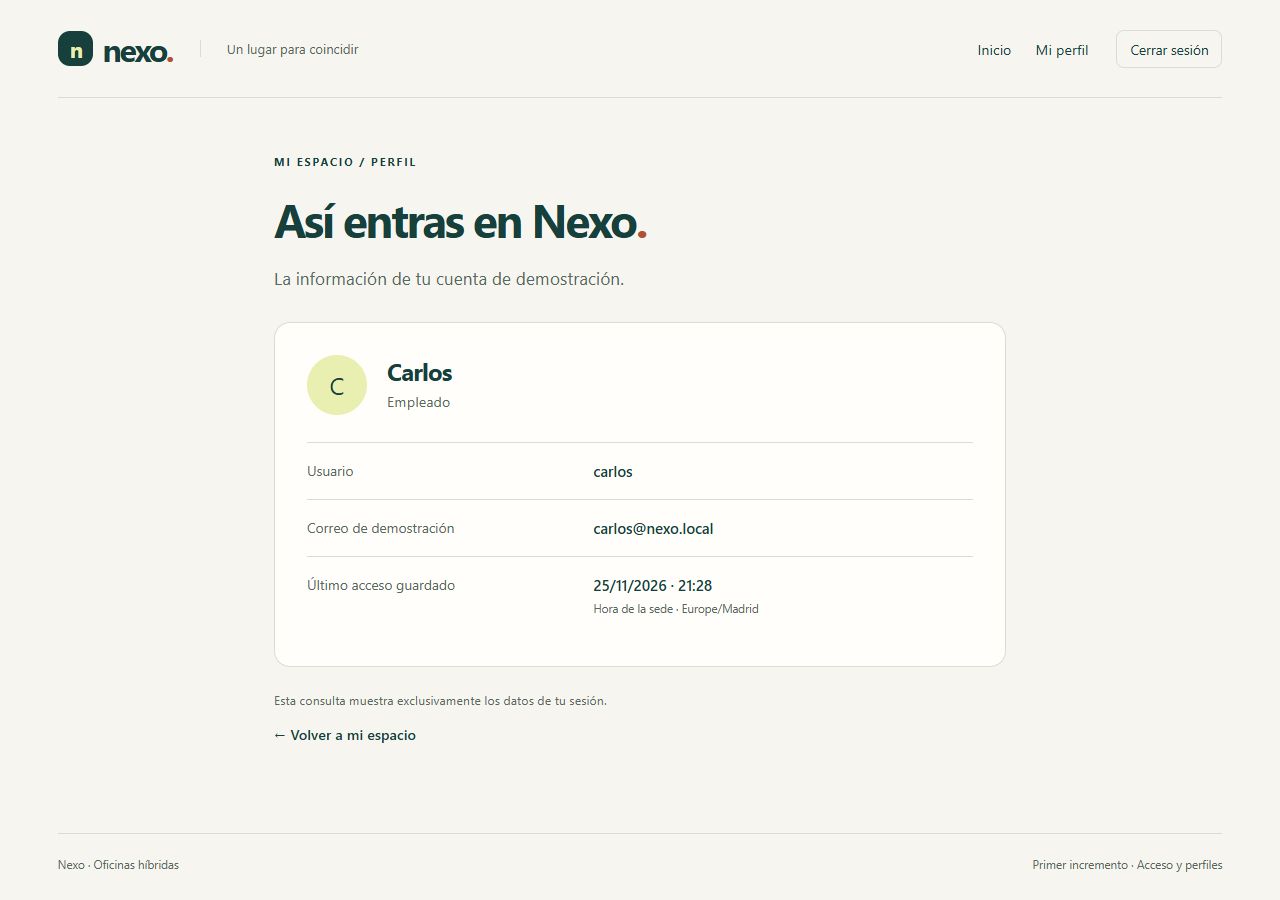 n nexo.
Un lugar para coincidir
Inicio
Mi perfil
Cerrar sesión
MI ESPACIO / PERFIL
Así entras en Nexo.
La información de tu cuenta de demostración.
C
Carlos
Empleado
Usuario
carlos
Correo de demostración
carlos@nexo.local
Último acceso guardado
25/11/2026 · 21:28
Hora de la sede · Europe/Madrid
Esta consulta muestra exclusivamente los datos de tu sesión.
← Volver a mi espacio
Nexo · Oficinas híbridas
Primer incremento · Acceso y perfiles